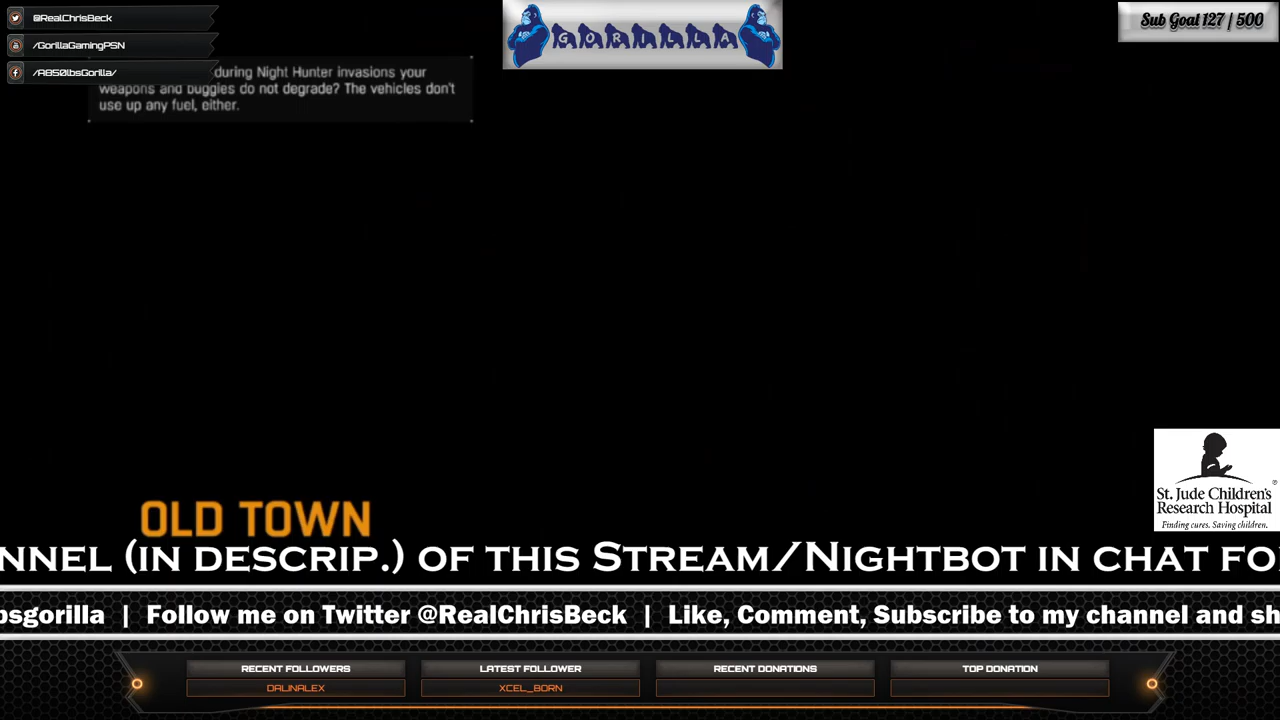 @RealChrisBeck
/GorillaGamingPSN
/A850lbsGorilla/
during Night Hunter invasions your
weapons and buggies do not degrade? The vehicles don't
use up any fuel, either.
GORILLA
Sub Goal 127 / 500
St. Jude Children's
Research Hospital
®
Finding cures. Saving children.
OLD TOWN
NNEL (IN DESCRIP.) OF THIS STREAM/NIGHTBOT IN CHAT FO
bsgorilla | Follow me on Twitter @RealChrisBeck | Like, Comment, Subscribe to my channel and sh
RECENT FOLLOWERS
DALINALEX
LATEST FOLLOWER
XCEL_BORN
RECENT DONATIONS
TOP DONATION